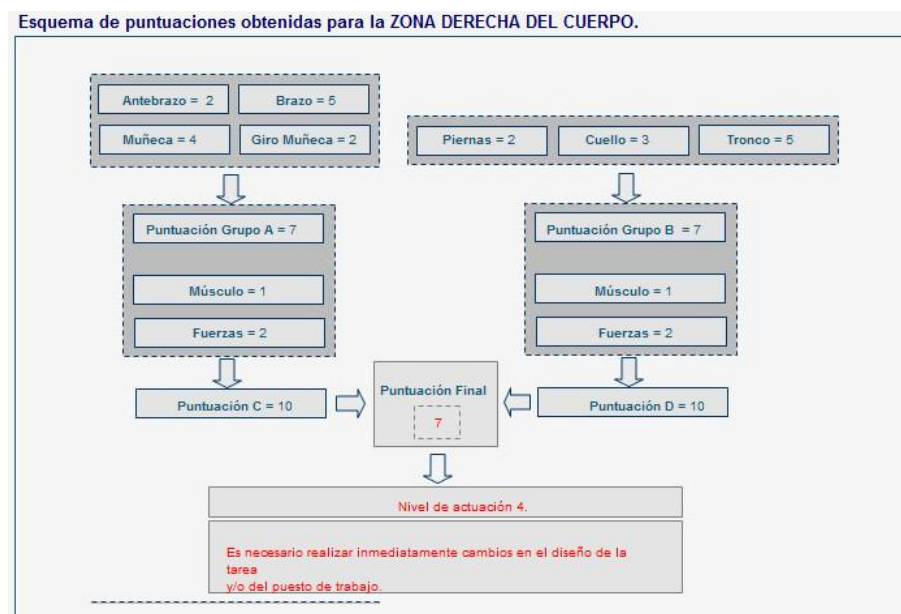 Esquema de puntuaciones obtenidas para la ZONA DERECHA DEL CUERPO.
Antebrazo = 2
Brazo = 5
Muñeca = 4
Giro Muñeca = 2
Piernas = 2
Cuello = 3
Tronco = 5
Puntuación Grupo A = 7
Músculo = 1
Fuerzas = 2
Puntuación Grupo B = 7
Músculo = 1
Fuerzas = 2
Puntuación C = 10
Puntuación Final
7
Puntuación D = 10
Nivel de actuación 4.
Es necesario realizar inmediatamente cambios en el diseño de la
tarea
y/o del puesto de trabajo.